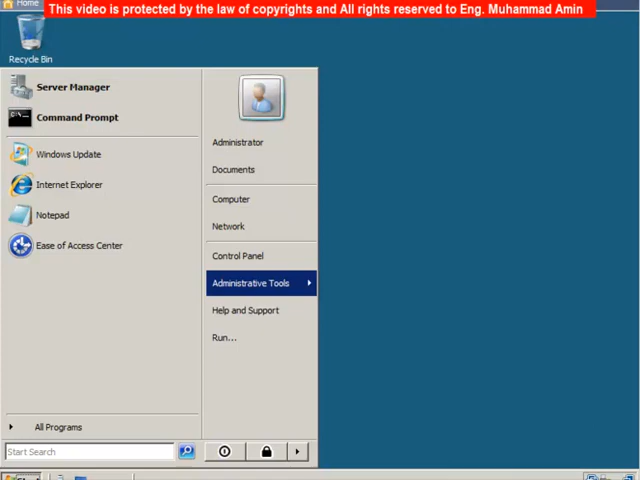 Home
This video is protected by the law of copyrights and All rights reserved to Eng. Muhammad Amin
Recycle Bin
Server Manager
Command Prompt
Windows Update
Internet Explorer
Notepad
Ease of Access Center
All Programs
Start Search
Administrator
Documents
Computer
Network
Control Panel
Administrative Tools
Help and Support
Run...